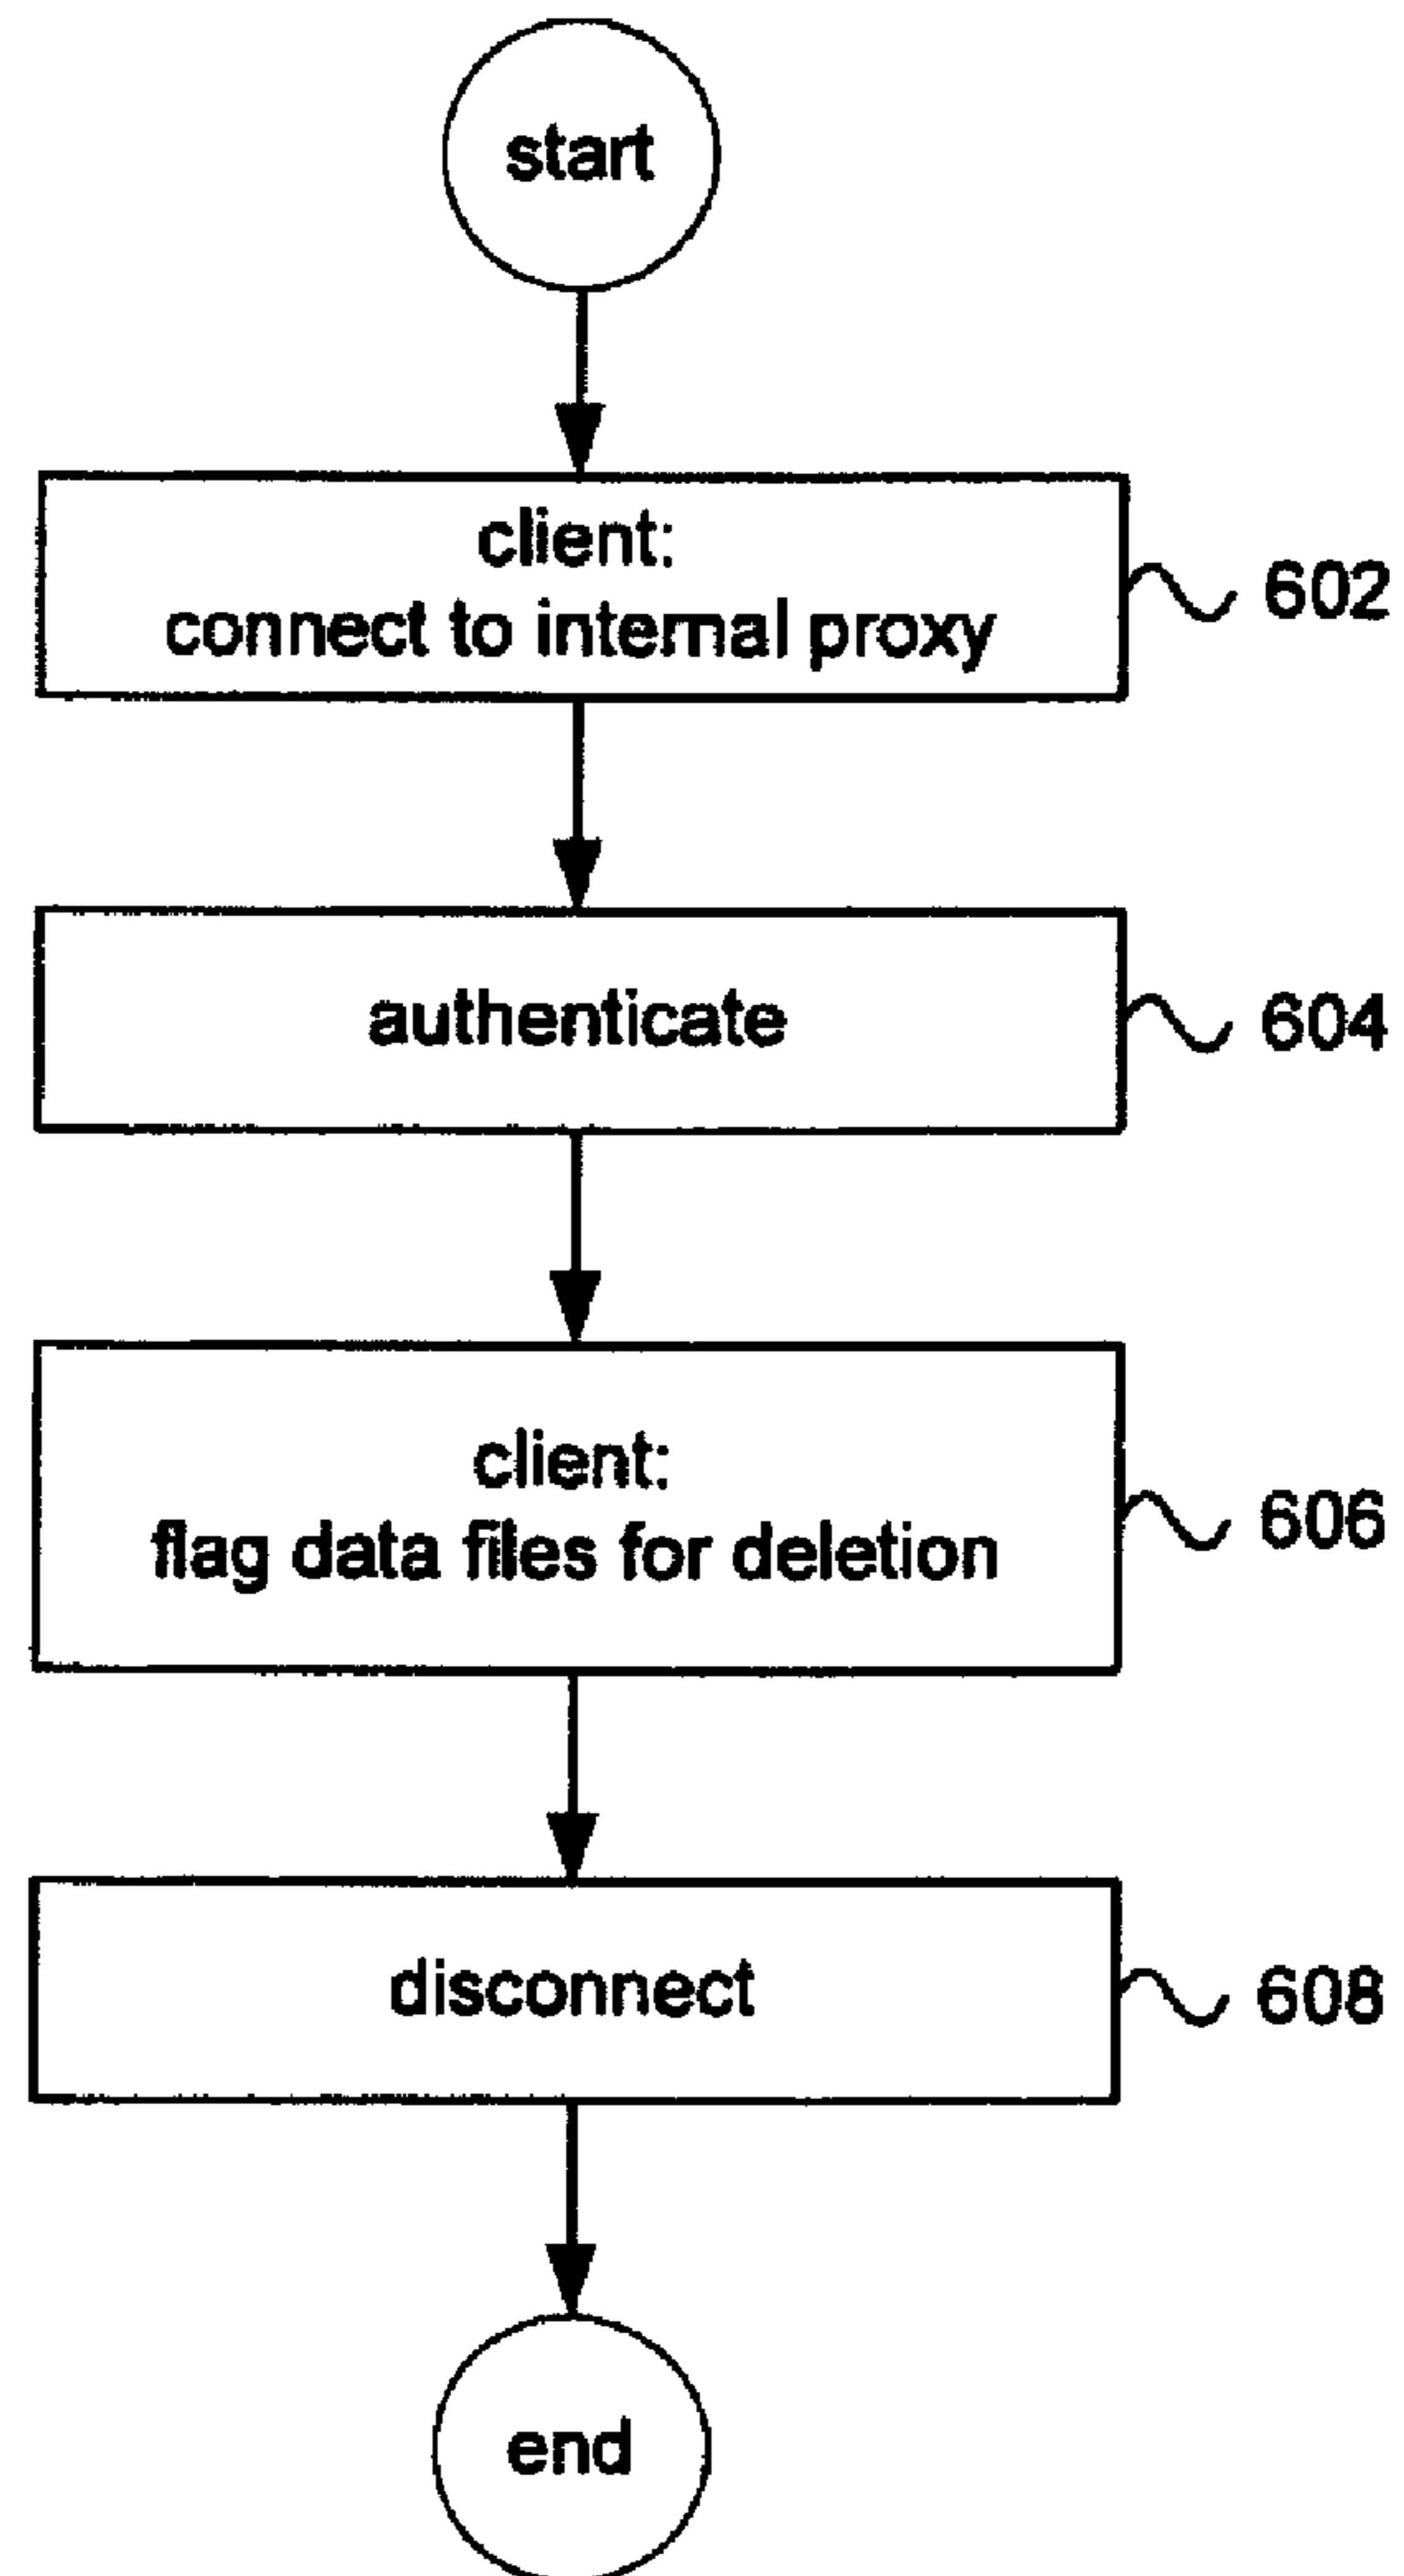 start
client:
connect to internal proxy
602
authenticate
604
client:
flag data files for deletion
606
disconnect
608
end